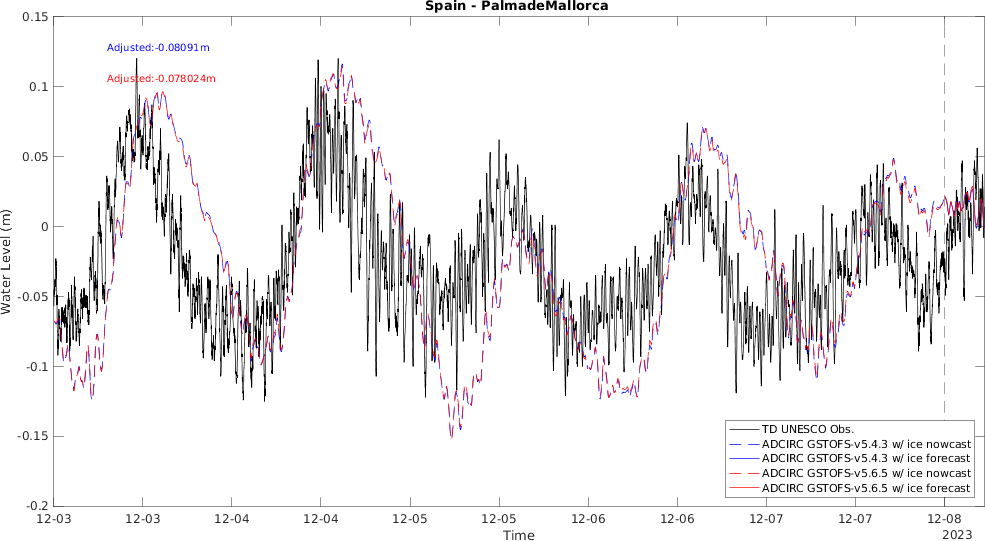 Spain - PalmadeMallorca
Adjusted:-0.08091m
Adjusted:-0.078024m
Water Level (m)
0.15
0.1
0.05
0
-0.05
-0.1
-0.15
-0.2
TD UNESCO Obs.
ADCIRC GSTOFS-v5.4.3 w/ ice nowcast
ADCIRC GSTOFS-v5.4.3 w/ ice forecast
ADCIRC GSTOFS-v5.6.5 w/ ice nowcast
ADCIRC GSTOFS-v5.6.5 w/ ice forecast
12-03 12-03 12-04 12-04 12-05 12-05 12-06 12-06 12-07 12-07 12-08
Time 2023